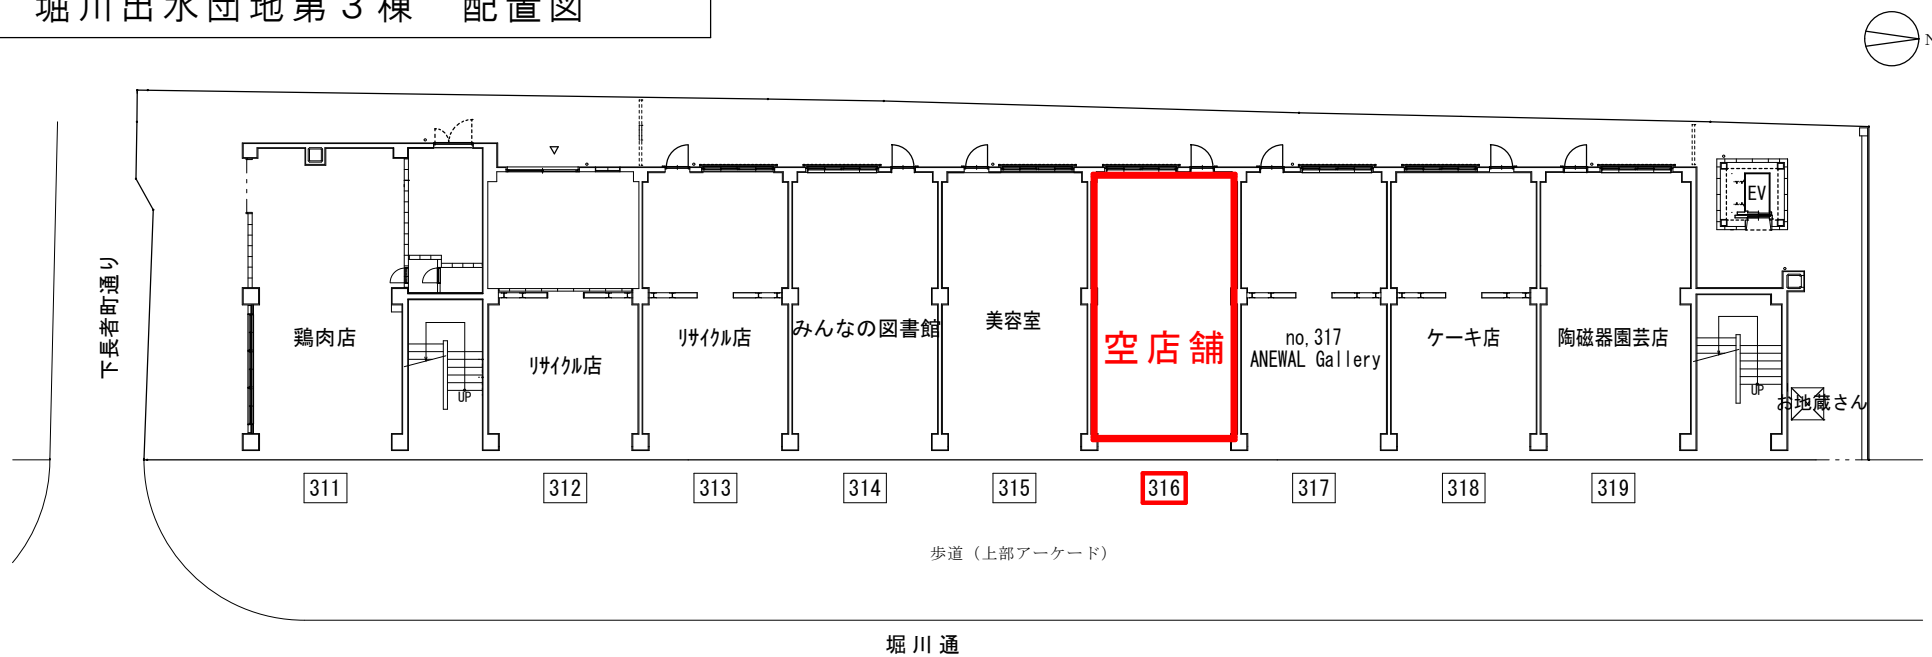 堀川出水団地第３棟　配置図
N
EV
下長者町通り
鶏肉店
UP
ﾘｻｲｸﾙ店
ﾘｻｲｸﾙ店
みんなの図書館
美容室
空店舗
no,317
ANEWAL Gallery
ケーキ店
陶磁器園芸店
UP
お地蔵さん
311
312
313
314
315
316
317
318
319
歩道（上部アーケード）
堀川通